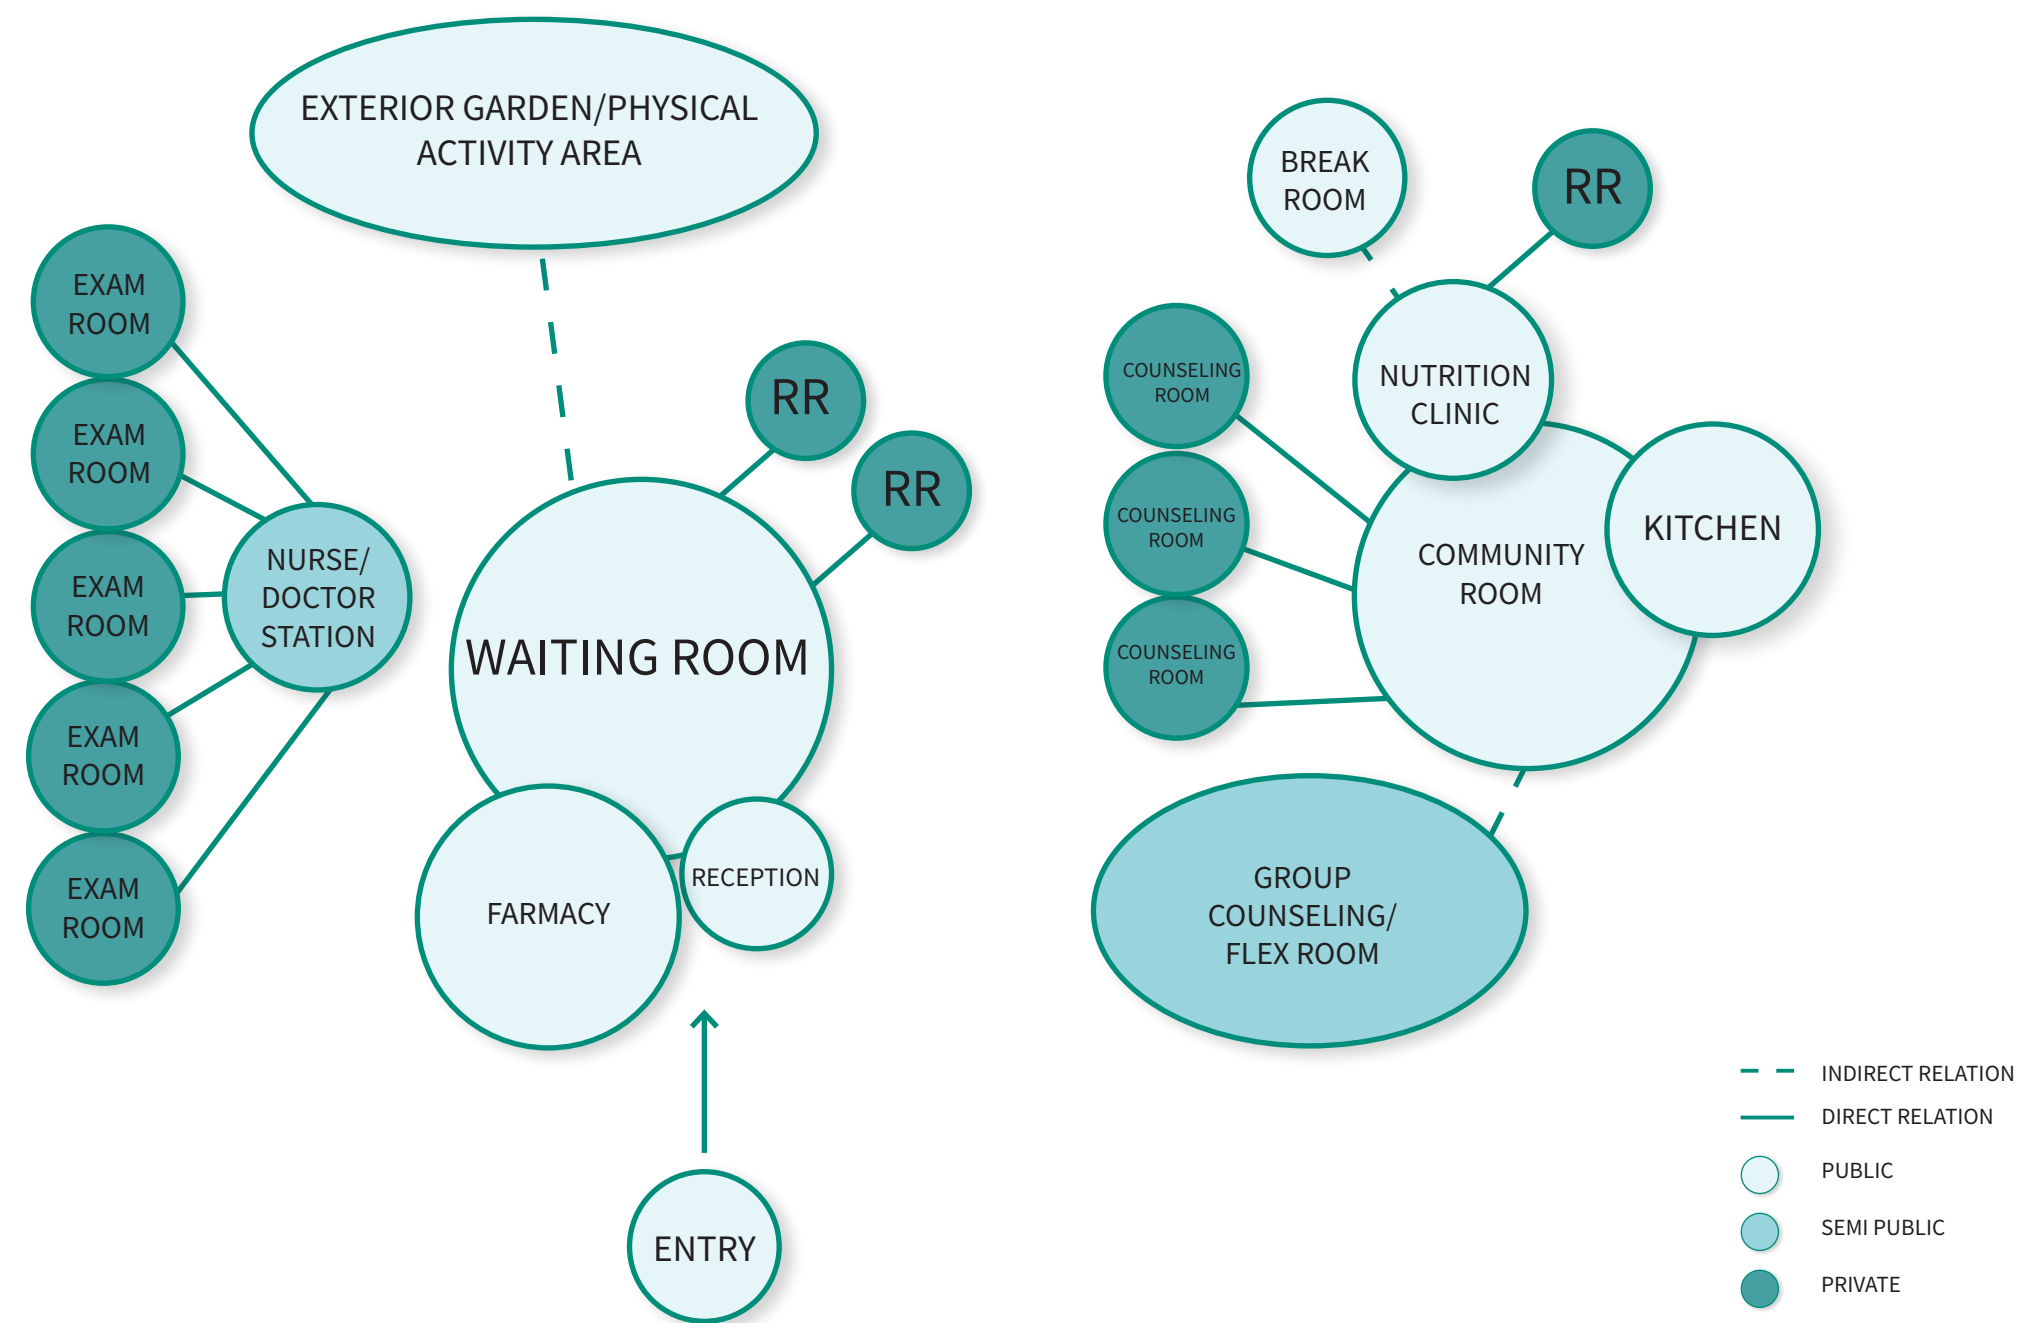 EXTERIOR GARDEN/PHYSICAL
ACTIVITY AREA
EXAM
ROOM
EXAM
ROOM
EXAM
ROOM
EXAM
ROOM
EXAM
ROOM
NURSE/
DOCTOR
STATION
RR
RR
WAITING ROOM
FARMACY
RECEPTION
ENTRY
BREAK
ROOM
RR
NUTRITION
CLINIC
COUNSELING
ROOM
COUNSELING
ROOM
COUNSELING
ROOM
COMMUNITY
ROOM
KITCHEN
GROUP
COUNSELING/
FLEX ROOM
INDIRECT RELATION
DIRECT RELATION
PUBLIC
SEMI PUBLIC
PRIVATE